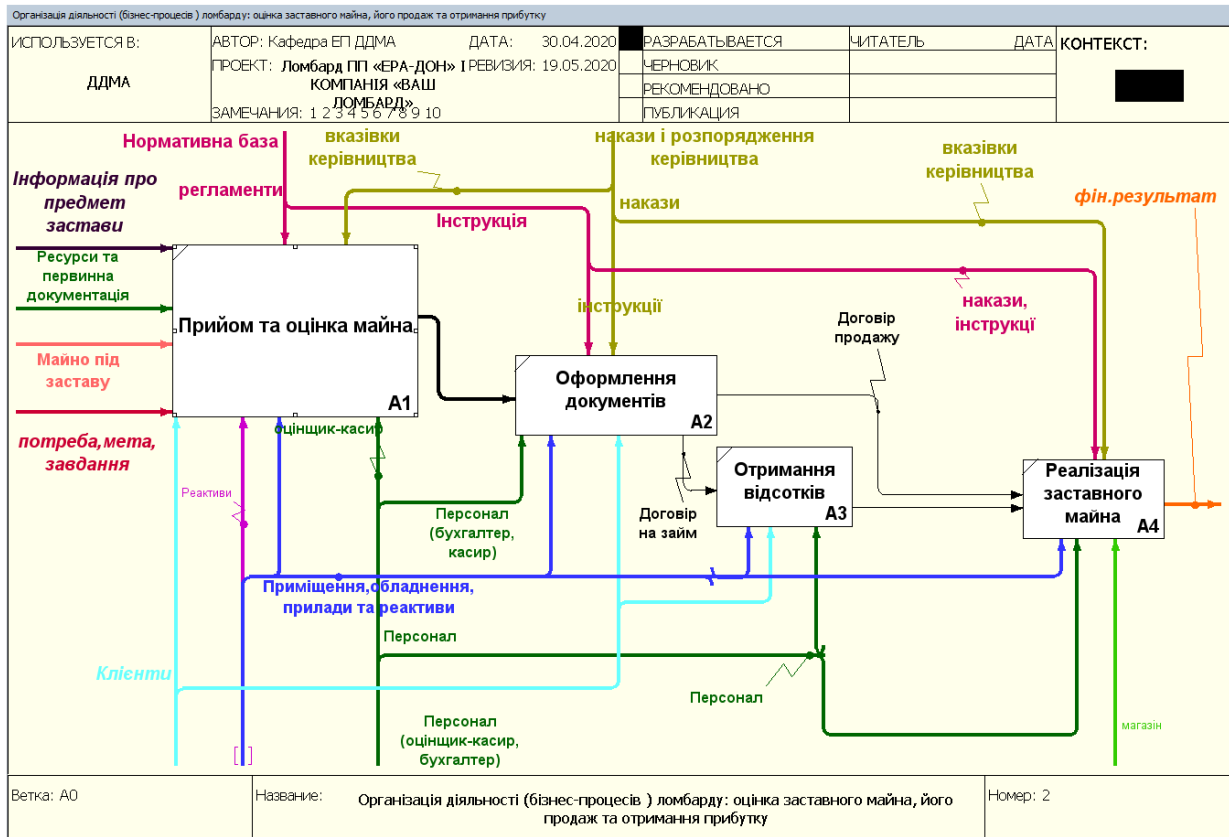 Організація діяльності (бізнес-процесів ) ломбарду: оцінка заставного майна, його продаж та отримання прибутку
ИСПОЛЬЗУЕТСЯ В:
ДДМА
АВТОР: Кафедра ЕП ДДМА
ДАТА: 30.04.2020
ПРОЕКТ: Ломбард ПП «ЕРА-ДОН» І
КОМПАНІЯ «ВАШ
ЛОМБАРД»
РЕВИЗИЯ: 19.05.2020
ЗАМЕЧАНИЯ: 1 2 3 4 5 6 7 8 9 10
РАЗРАБАТЫВАЕТСЯ
ЧЕРНОВИК
РЕКОМЕНДОВАНО
ПУБЛИКАЦИЯ
ЧИТАТЕЛЬ
ДАТА
КОНТЕКСТ:
Нормативна база
вказівки
керівництва
накази і розпорядження
керівництва
вказівки
керівництва
Інформація про
предмет
застави
регламенти
Інструкція
накази
фін.результат
Ресурси та
первинна
документація
Прийом та оцінка майна
А1
інструкції
накази,
інструкції
Майно під
заставу
Договір
продажу
потреба,мета,
завдання
Оформлення
документів
А2
оцінщик-касир
Реактиви
Отримання
відсотків
А3
Реалізація
заставного
майна
А4
Персонал
(бухгалтер,
касир)
Договір
на займ
Приміщення,обладнення,
прилади та реактиви
Персонал
Клієнти
Персонал
Персонал
(оцінщик-касир,
бухгалтер)
магазін
Ветка: А0
Название:
Організація діяльності (бізнес-процесів ) ломбарду: оцінка заставного майна, його
продаж та отримання прибутку
Номер: 2